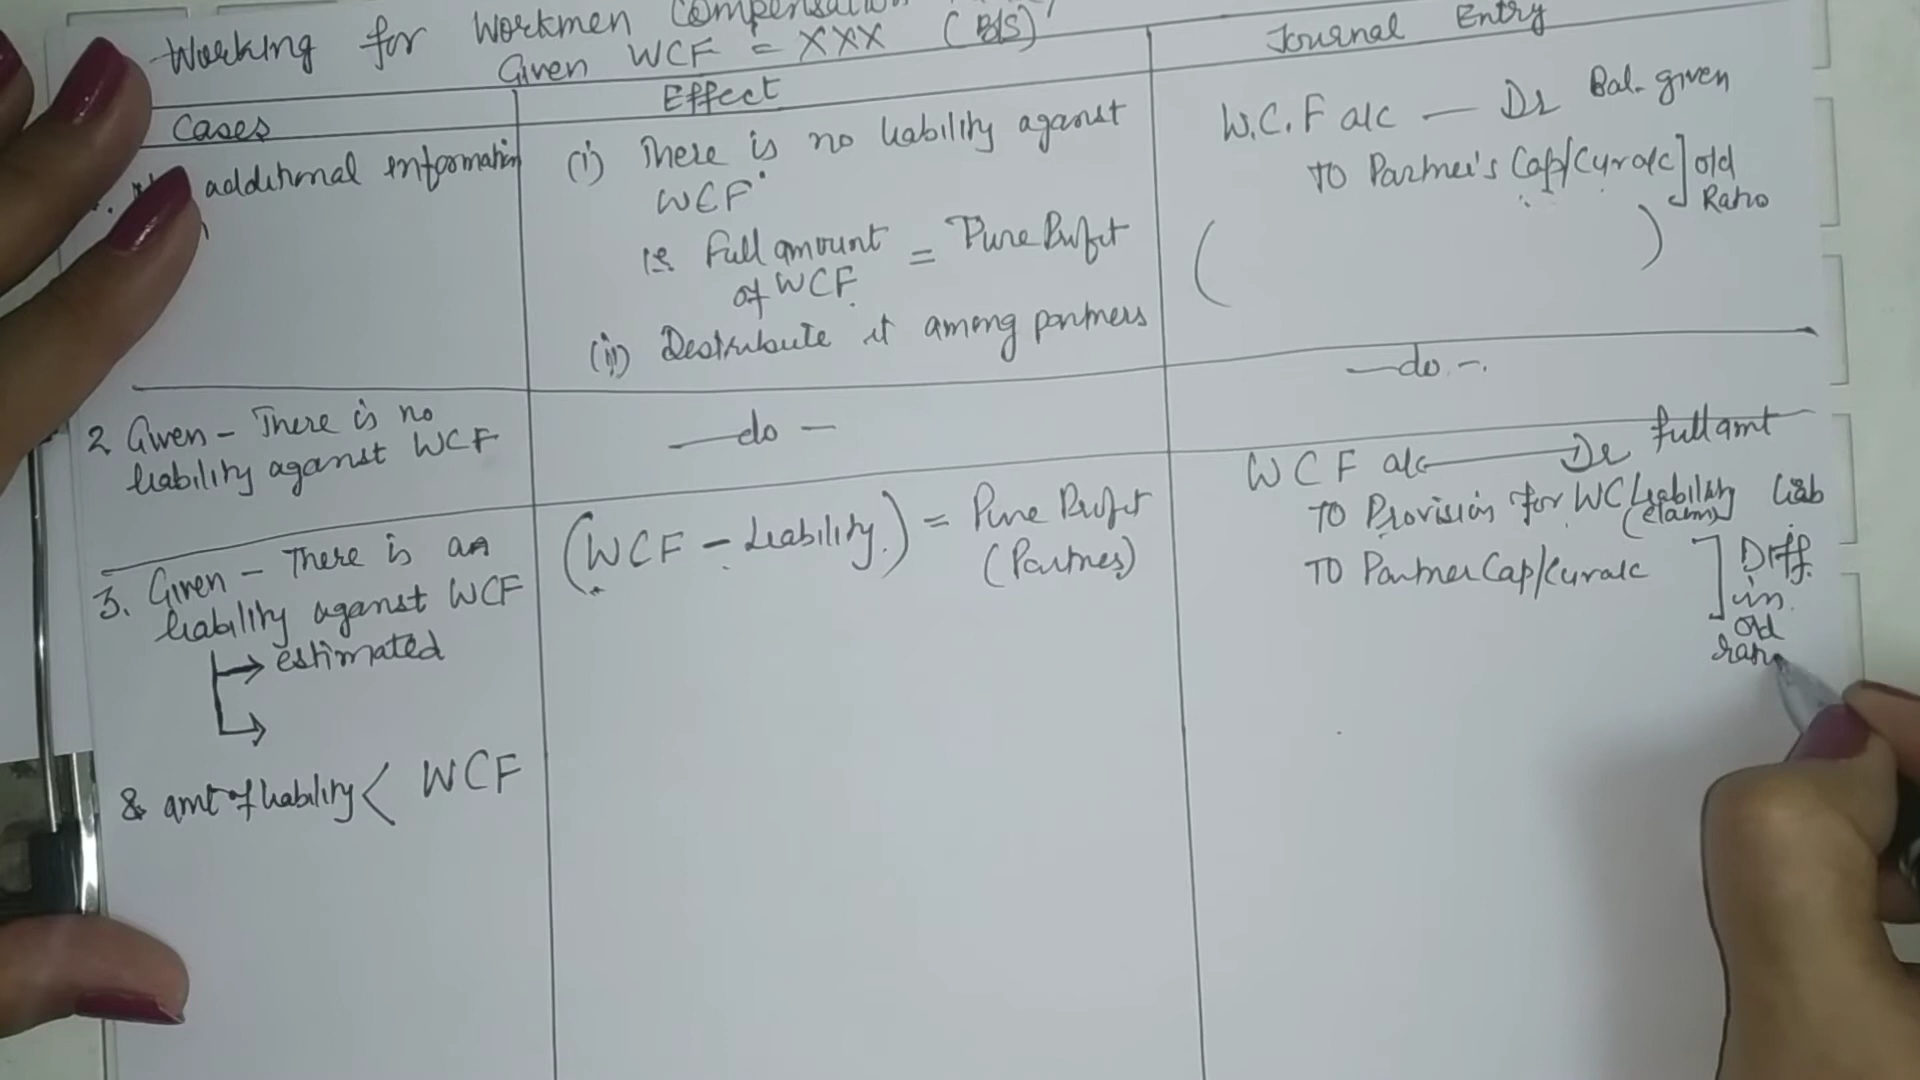 Working for Workmen Compensation
Given WCF = XXX (B/S)
Cases
Effect
Journal Entry
additional information
(i) There is no liability against
WCF
ie Full amount = Pure Profit
of WCF
(ii) Destribute it among partners
W.C.F a/c — Dr Bal. given
TO Partner's Cap/Cur a/c ] old
Ratio
( )
2 Given - There is no
liability against WCF
— do —
— do -.
3. Given - There is an
liability against WCF
→ estimated
→
& amt of liability < WCF
(WCF - Liability.) = Pure Profit
(Partners)
WCF a/c — Dr full amt
TO Provision for WC Liability Liab
(claim)
TO Partner Cap/Cur a/c ] Diff.
in
old
ratio